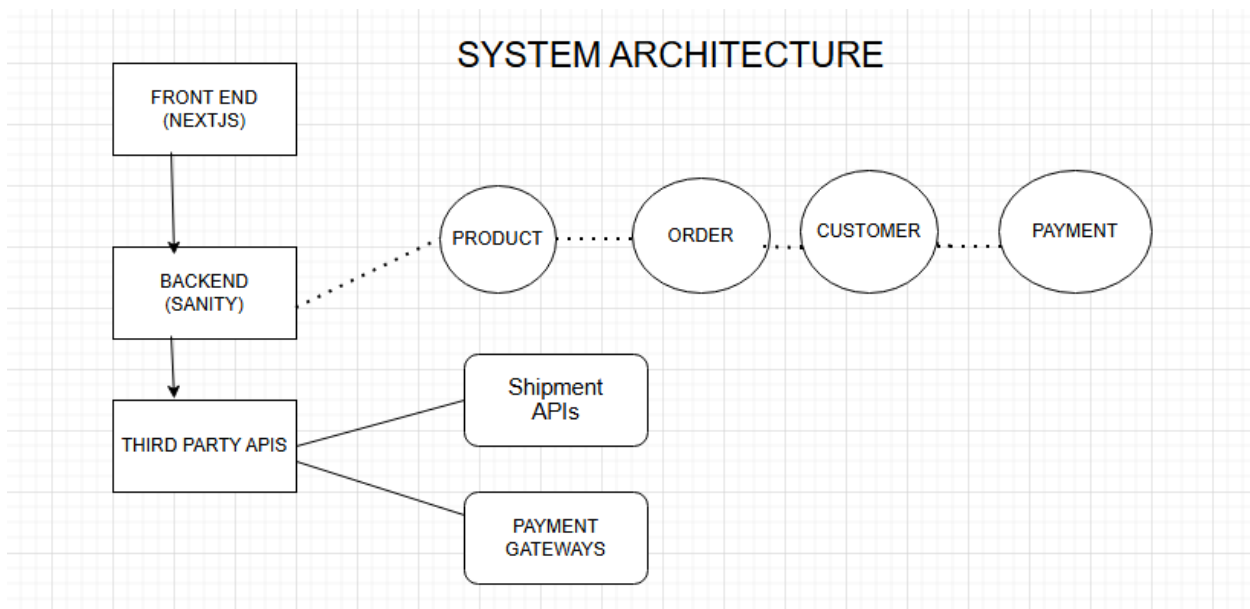 SYSTEM ARCHITECTURE
FRONT END
(NEXTJS)
PRODUCT
ORDER
CUSTOMER
PAYMENT
BACKEND
(SANITY)
Shipment
APIs
THIRD PARTY APIS
PAYMENT
GATEWAYS